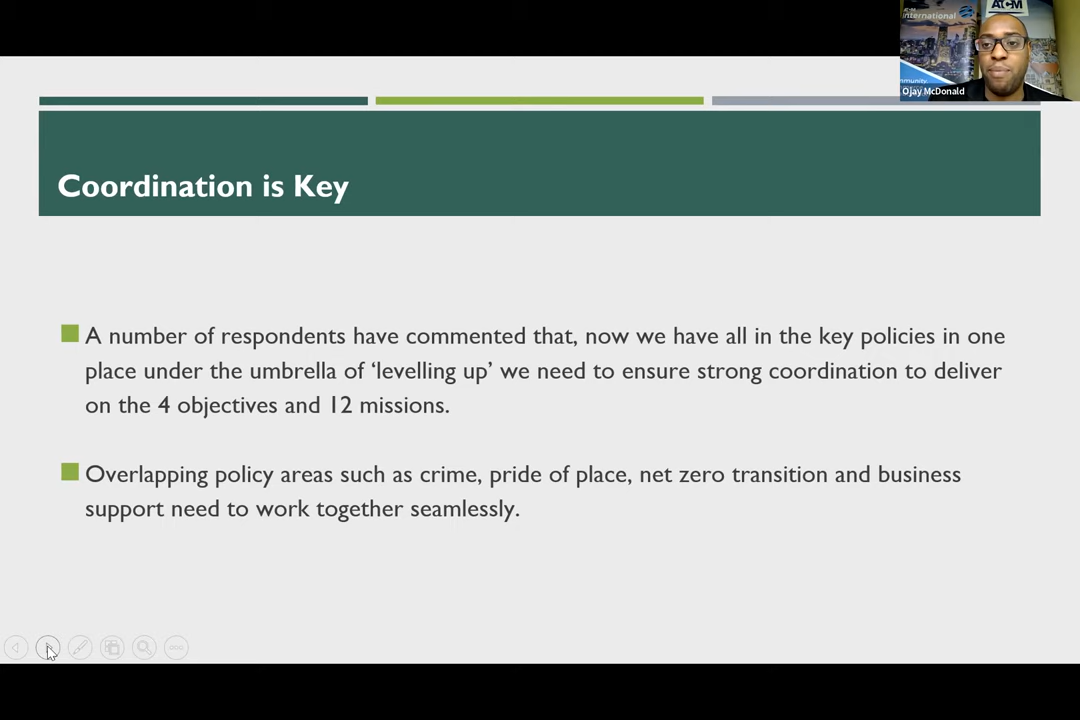 ATCM
international
mmunity.
Ojay McDonald
Coordination is Key
A number of respondents have commented that, now we have all in the key policies in one
place under the umbrella of ‘levelling up’ we need to ensure strong coordination to deliver
on the 4 objectives and 12 missions.
Overlapping policy areas such as crime, pride of place, net zero transition and business
support need to work together seamlessly.